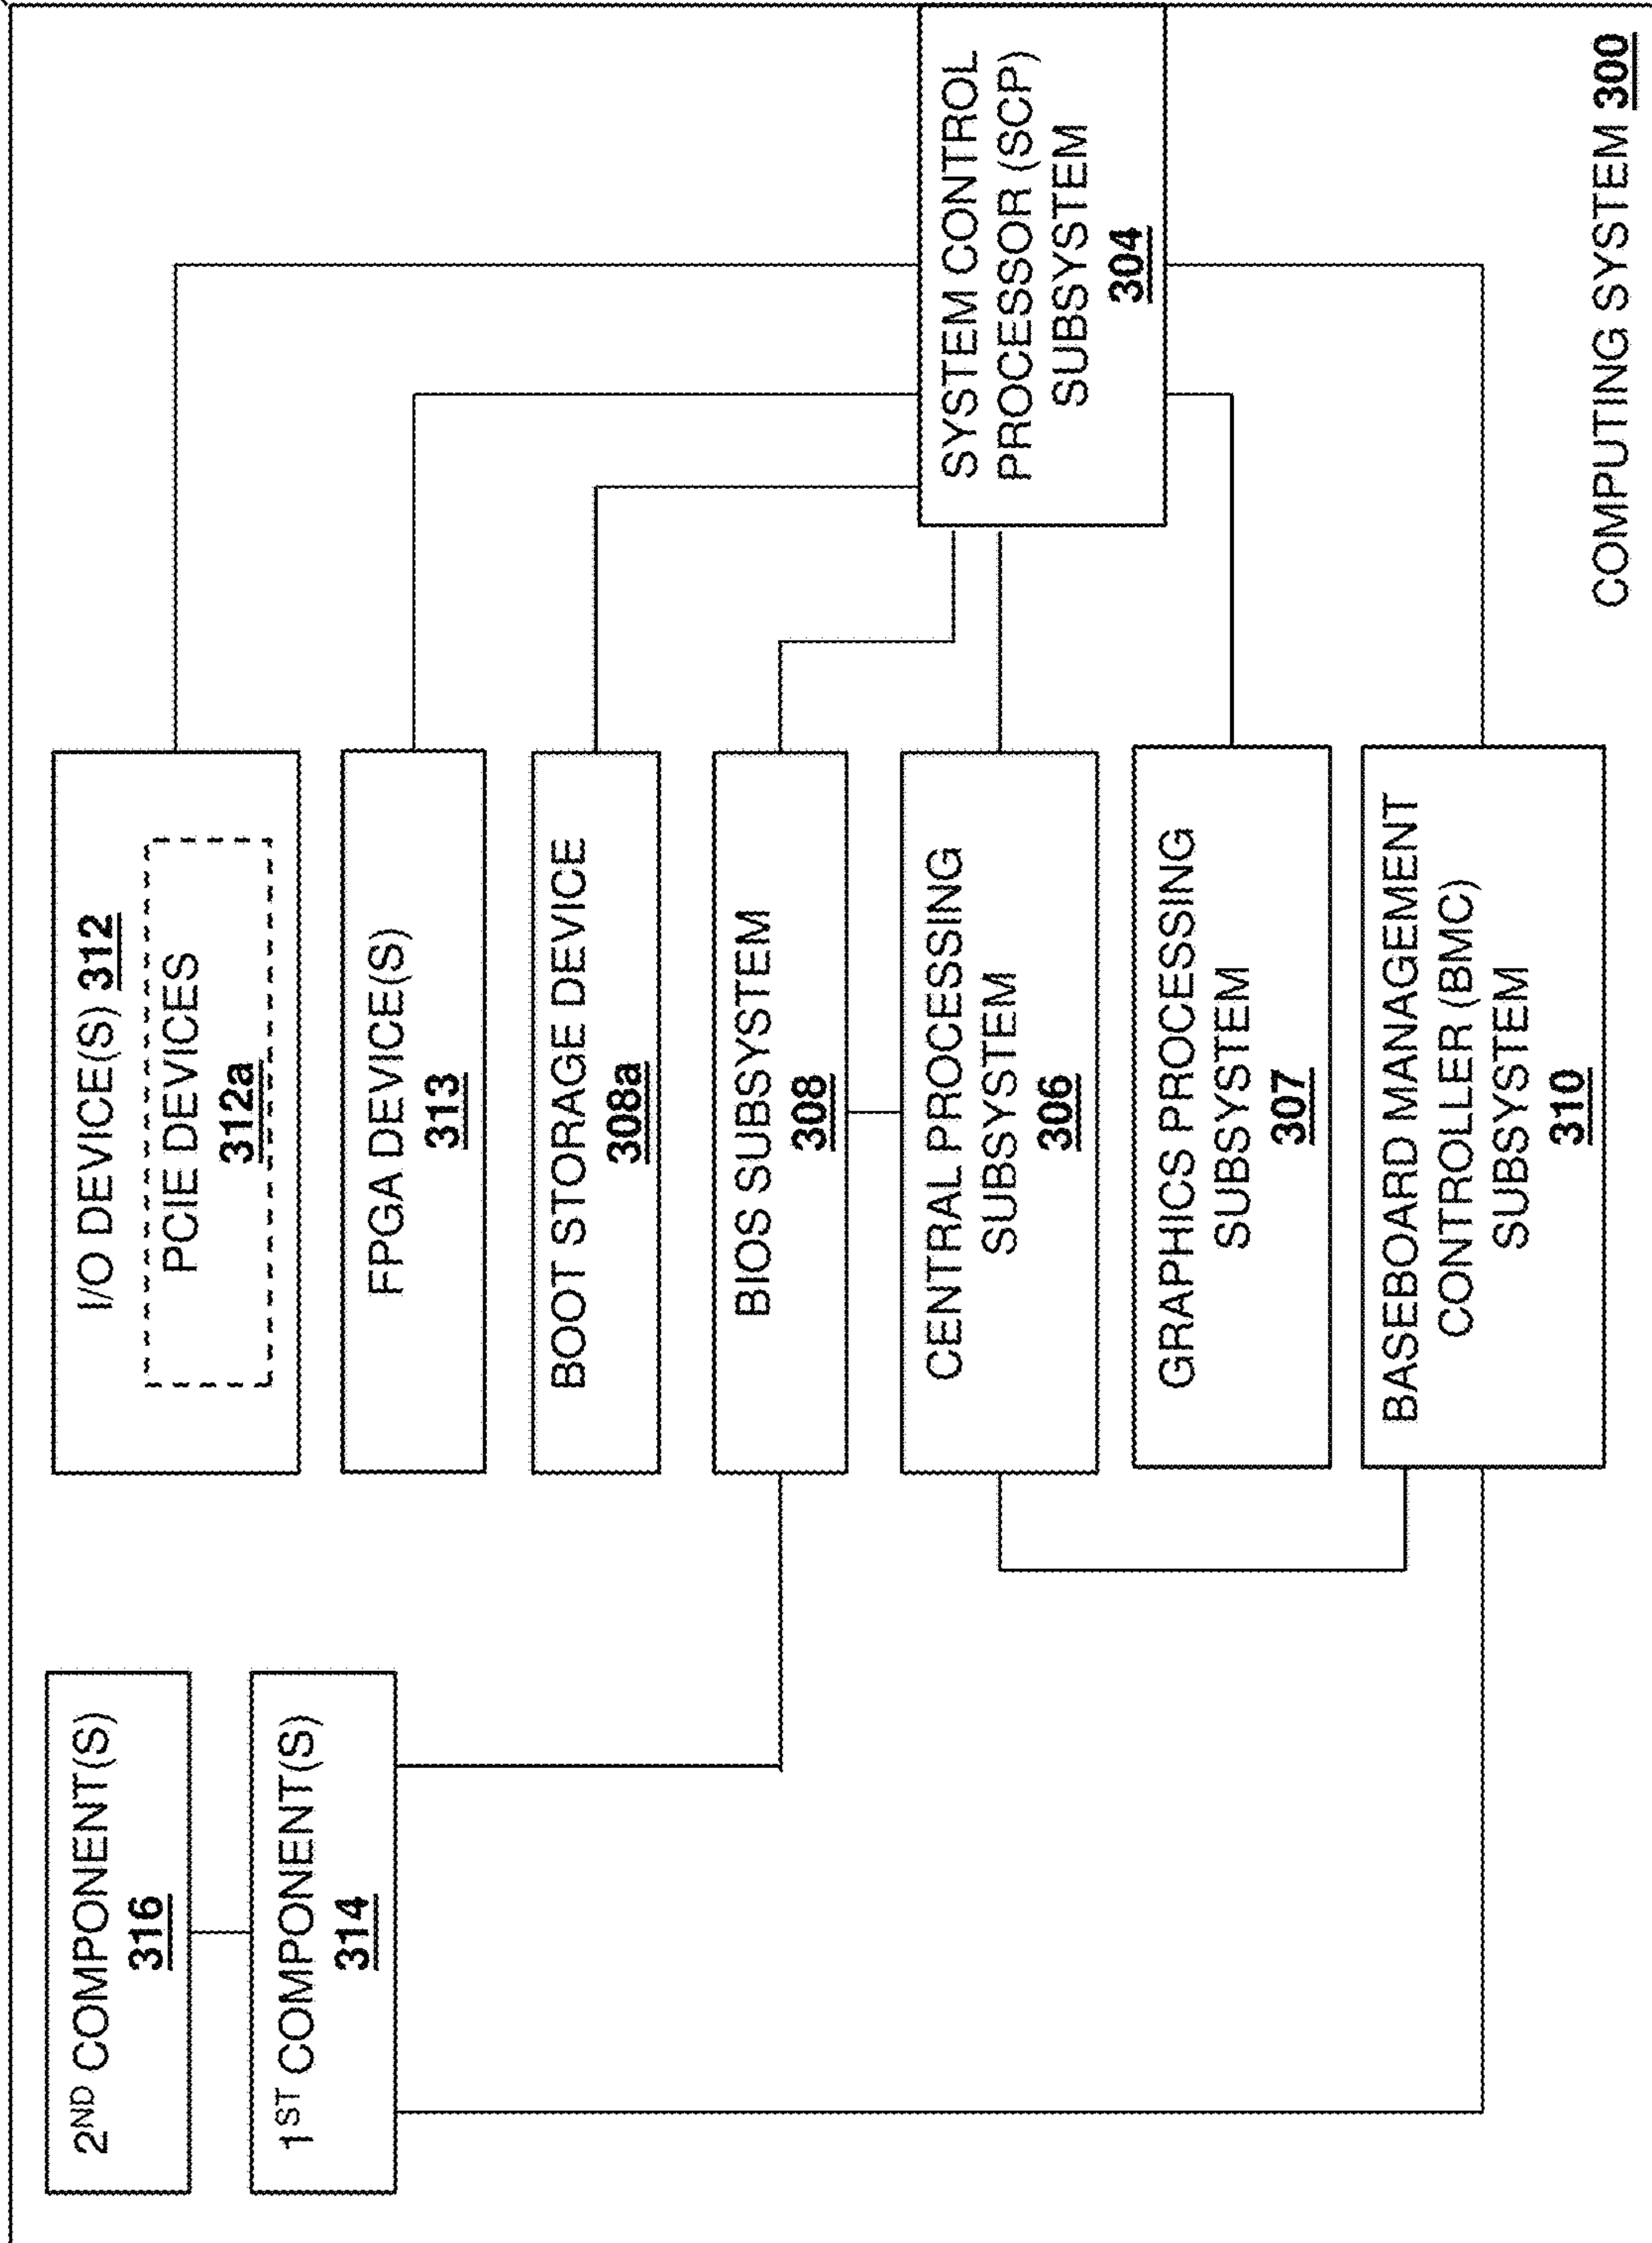 2ND COMPONENT(S)
316
1ST COMPONENT(S)
314
I/O DEVICE(S) 312
PCIE DEVICES
312a
FPGA DEVICE(S)
313
BOOT STORAGE DEVICE
308a
BIOS SUBSYSTEM
308
CENTRAL PROCESSING
SUBSYSTEM
306
GRAPHICS PROCESSING
SUBSYSTEM
307
BASEBOARD MANAGEMENT
CONTROLLER (BMC)
SUBSYSTEM
310
SYSTEM CONTROL
PROCESSOR (SCP)
SUBSYSTEM
304
COMPUTING SYSTEM 300